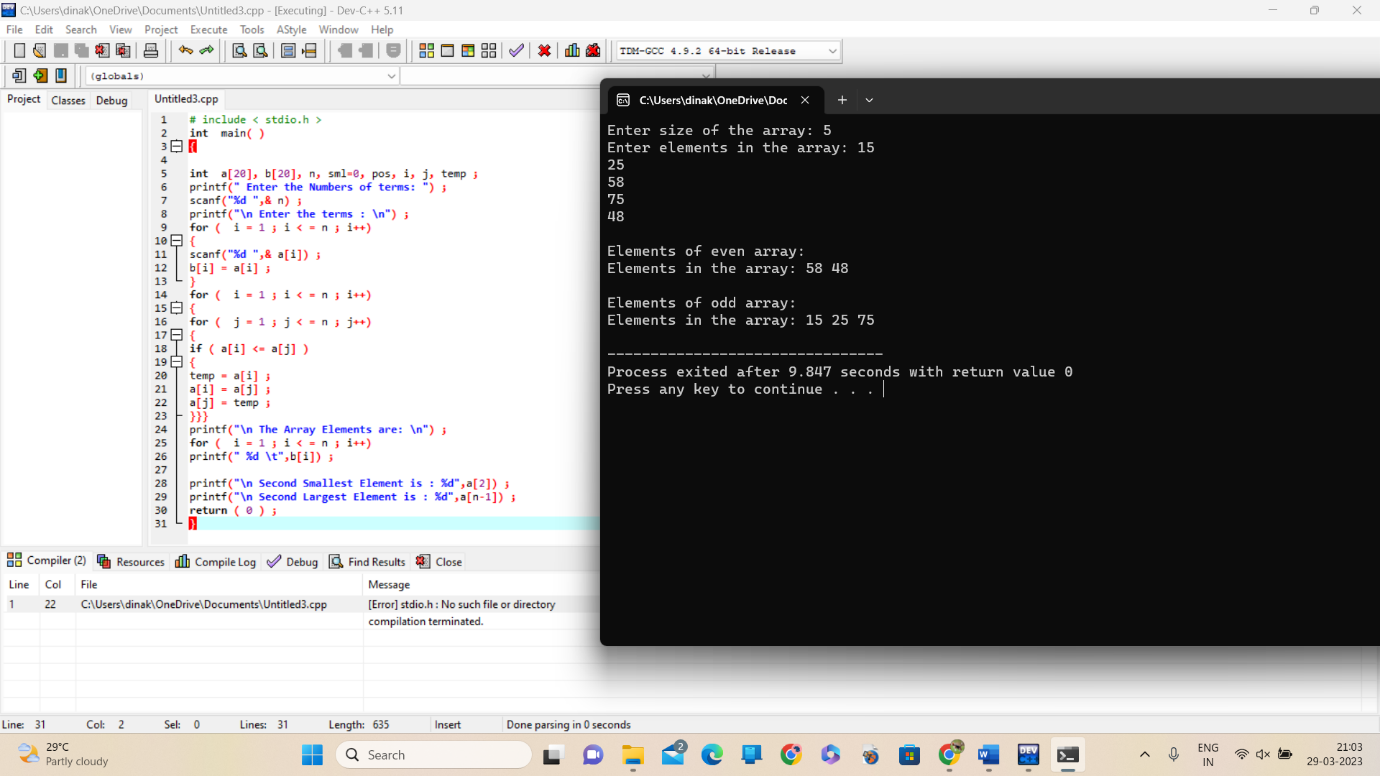 C:\Users\dinak\OneDrive\Documents\Untitled3.cpp - [Executing] - Dev-C++ 5.11
File Edit Search View Project Execute Tools AStyle Window Help
TDM-GCC 4.9.2 64-bit Release
(globals)
Project Classes Debug
Untitled3.cpp
1 # include < stdio.h >
2 int main( )
3 {
4
5 int a[20], b[20], n, sml=0, pos, i, j, temp ;
6 printf(" Enter the Numbers of terms: ") ;
7 scanf("%d ",& n) ;
8 printf("\n Enter the terms : \n") ;
9 for ( i = 1 ; i < = n ; i++)
10 {
11 scanf("%d ",& a[i]) ;
12 b[i] = a[i] ;
13 }
14 for ( i = 1 ; i < = n ; i++)
15 {
16 for ( j = 1 ; j < = n ; j++)
17 {
18 if ( a[i] <= a[j] )
19 {
20 temp = a[i] ;
21 a[i] = a[j] ;
22 a[j] = temp ;
23 }}}
24 printf("\n The Array Elements are: \n") ;
25 for ( i = 1 ; i < = n ; i++)
26 printf(" %d \t",b[i]) ;
27
28 printf("\n Second Smallest Element is : %d",a[2]) ;
29 printf("\n Second Largest Element is : %d",a[n-1]) ;
30 return ( 0 ) ;
31 }
C:\Users\dinak\OneDrive\Doc
Enter size of the array: 5
Enter elements in the array: 15
25
58
75
48
Elements of even array:
Elements in the array: 58 48
Elements of odd array:
Elements in the array: 15 25 75
--------------------------------
Process exited after 9.847 seconds with return value 0
Press any key to continue . . .
Compiler (2) Resources Compile Log Debug Find Results Close
Line Col File Message
1 22 C:\Users\dinak\OneDrive\Documents\Untitled3.cpp [Error] stdio.h : No such file or directory
compilation terminated.
Line: 31 Col: 2 Sel: 0 Lines: 31 Length: 635 Insert Done parsing in 0 seconds
29°C
Partly cloudy
Search
2
W
DEV
ENG
IN
21:03
29-03-2023